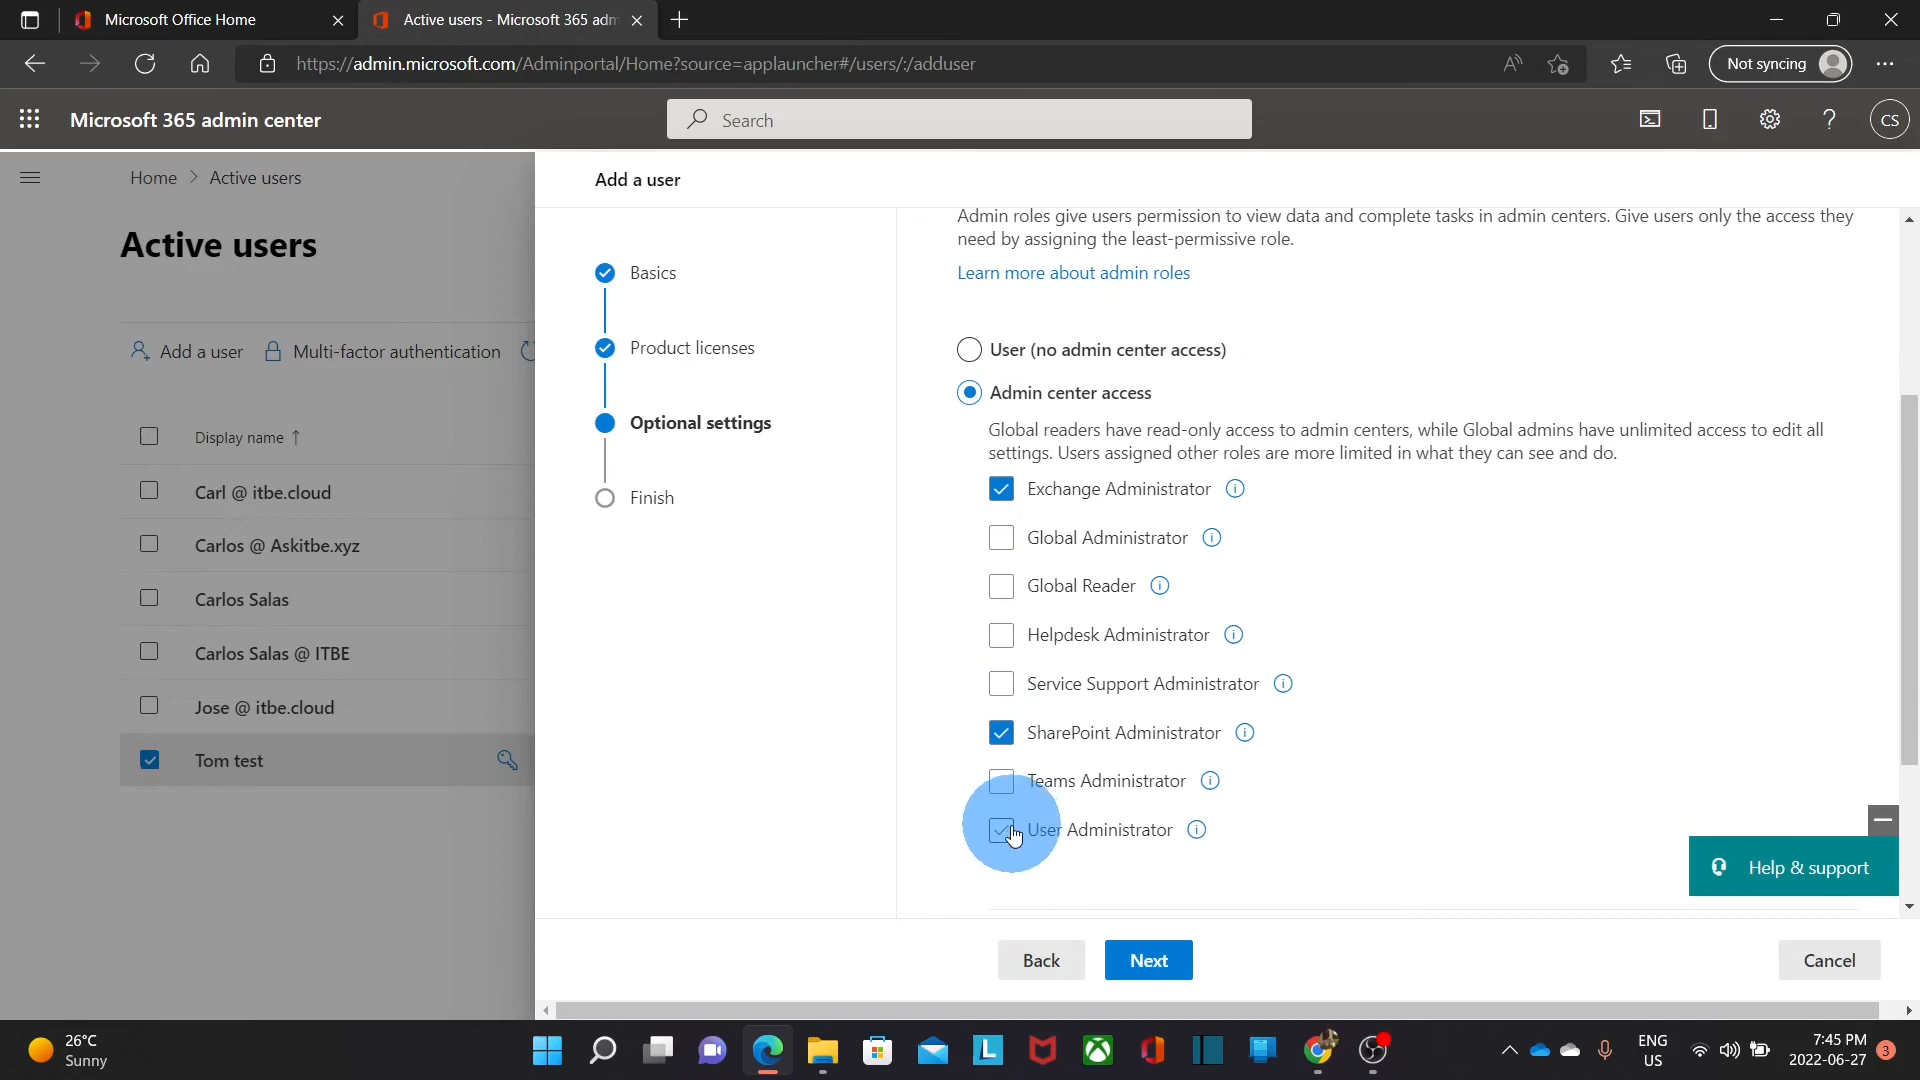 Microsoft Office Home
Active users - Microsoft 365 adm
https://admin.microsoft.com/Adminportal/Home?source=applauncher#/users/:/adduser
Not syncing
Microsoft 365 admin center
Search
CS
Home > Active users
Active users
Add a user
Multi-factor authentication
Display name ↑
Carl @ itbe.cloud
Carlos @ Askitbe.xyz
Carlos Salas
Carlos Salas @ ITBE
Jose @ itbe.cloud
Tom test
Add a user
Basics
Product licenses
Optional settings
Finish
Admin roles give users permission to view data and complete tasks in admin centers. Give users only the access they
need by assigning the least-permissive role.
Learn more about admin roles
User (no admin center access)
Admin center access
Global readers have read-only access to admin centers, while Global admins have unlimited access to edit all
settings. Users assigned other roles are more limited in what they can see and do.
Exchange Administrator
Global Administrator
Global Reader
Helpdesk Administrator
Service Support Administrator
SharePoint Administrator
Teams Administrator
User Administrator
Help & support
Back
Next
Cancel
26°C
Sunny
ENG
US
7:45 PM
2022-06-27
3